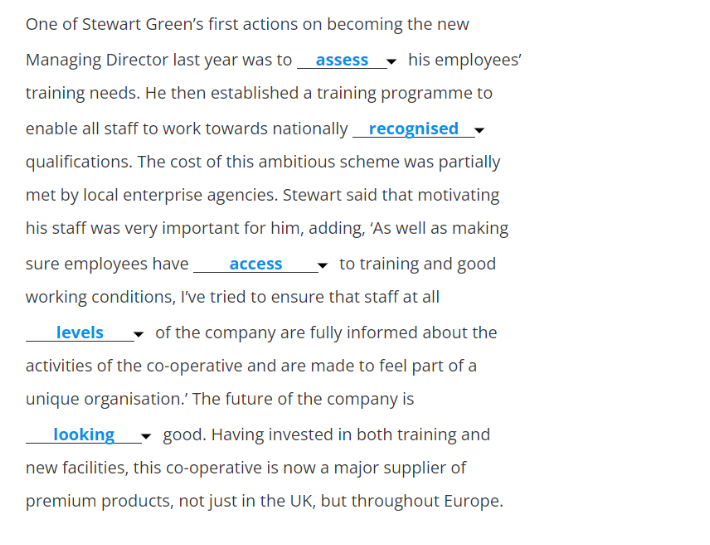 One of Stewart Green’s first actions on becoming the new
Managing Director last year was to assess his employees’
training needs. He then established a training programme to
enable all staff to work towards nationally recognised
qualifications. The cost of this ambitious scheme was partially
met by local enterprise agencies. Stewart said that motivating
his staff was very important for him, adding, ‘As well as making
sure employees have access to training and good
working conditions, I’ve tried to ensure that staff at all
levels of the company are fully informed about the
activities of the co-operative and are made to feel part of a
unique organisation.’ The future of the company is
looking good. Having invested in both training and
new facilities, this co-operative is now a major supplier of
premium products, not just in the UK, but throughout Europe.